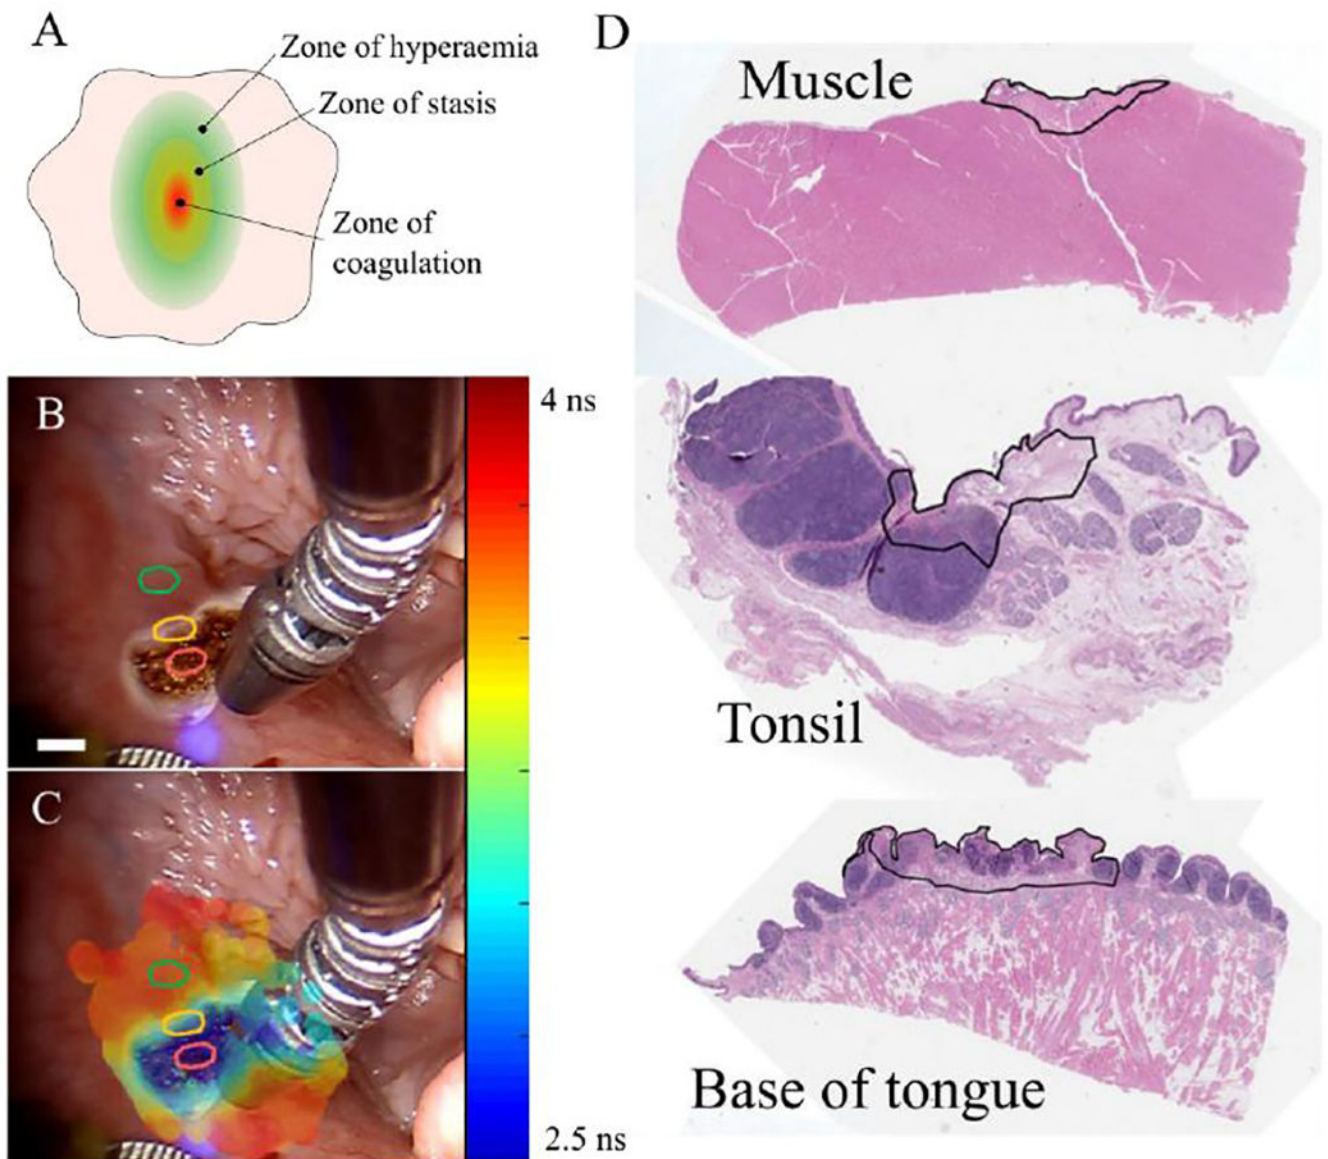 A
Zone of hyperaemia
Zone of stasis
Zone of
coagulation
B
4 ns
C
2.5 ns
D
Muscle
Tonsil
Base of tongue